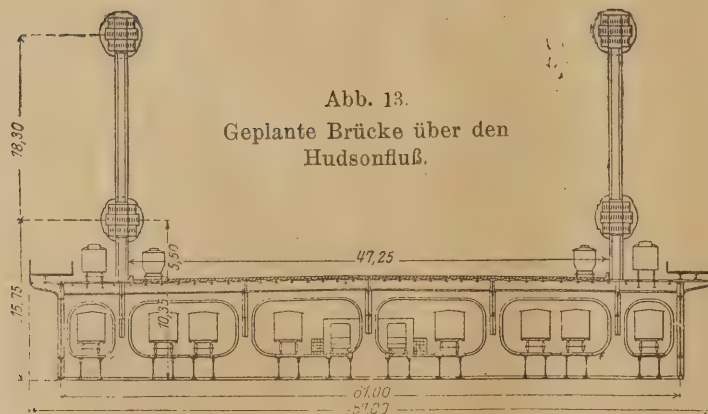 Abb. 13.
Geplante Brücke über den
Hudsonfluß.
18,30
47,25
5,50
15,75
10,35
61,00